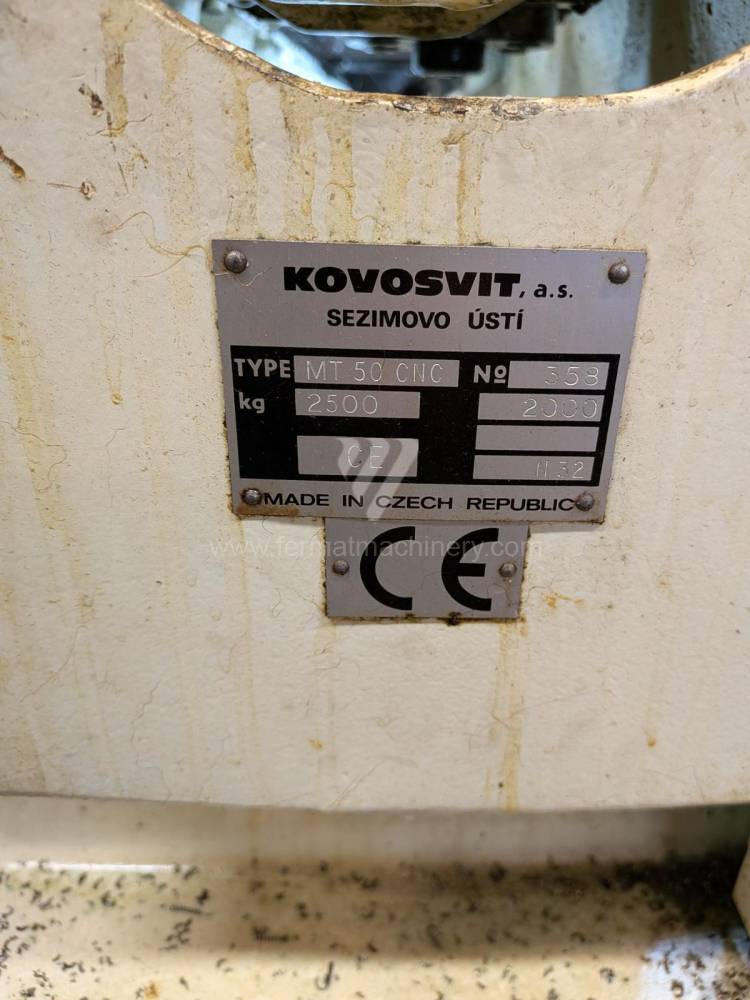 KOVOSVIT, a.s.
SEZIMOVO ÚSTÍ
TYPE MT 50 CNC Nº 358
kg 2500 2000
CE N 32
MADE IN CZECH REPUBLIC
www.fermatmachinery.com
CE